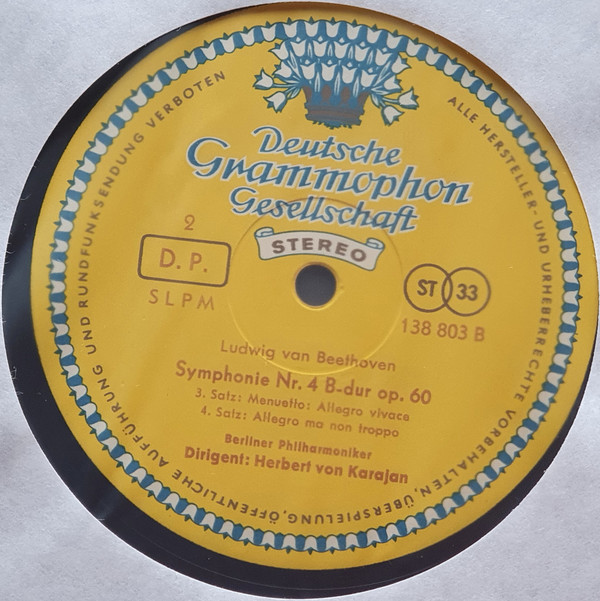 Deutsche
Grammophon
Gesellschaft
STEREO
2
D. P.
SLPM
ST 33
138 803 B
Ludwig van Beethoven
Symphonie Nr. 4 B-dur op. 60
3. Satz: Menuetto: Allegro vivace
4. Satz: Allegro ma non troppo
Berliner Philharmoniker
Dirigent: Herbert von Karajan
ALLE HERSTELLER- UND URHEBERRECHTE VORBEHALTEN, ÜBERSPIELUNG, ÖFFENTLICHE AUFFÜHRUNG UND RUNDFUNKSENDUNG VERBOTEN